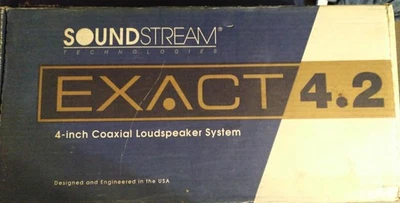 SOUNDSTREAM®
TECHNOLOGIES
EXACT 4.2
4-inch Coaxial Loudspeaker System
Designed and Engineered in the USA